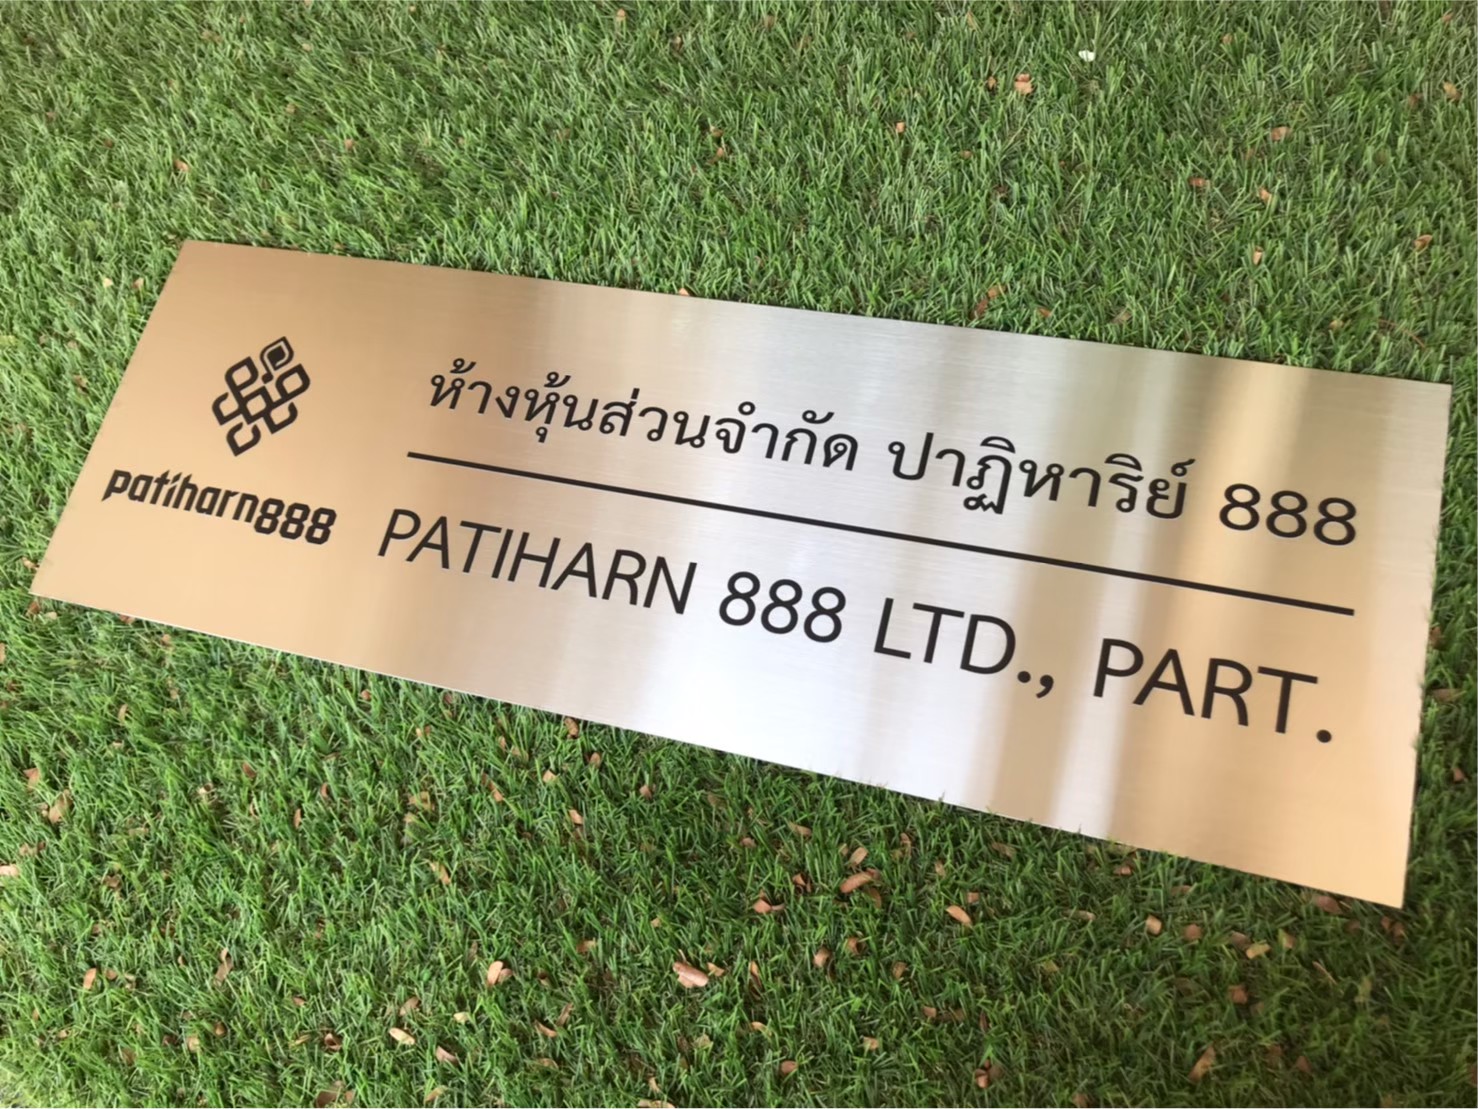 ห้างหุ้นส่วนจำกัด ปาฏิหาริย์ 888
patiharn888
PATIHARN 888 LTD., PART.